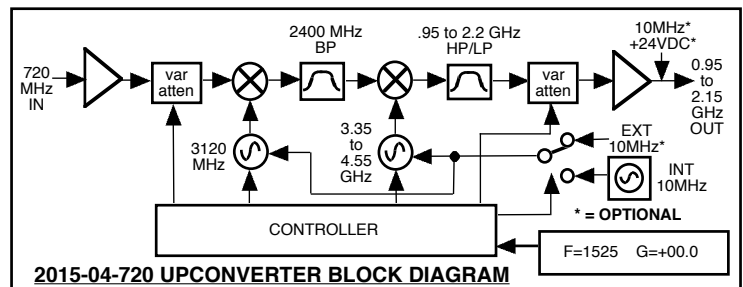 720
MHz
IN
var
atten
2400 MHz
BP
.95 to 2.2 GHz
HP/LP
var
atten
10MHz*
+24VDC*
0.95
to
2.15
GHz
OUT
3120
MHz
3.35
to
4.55
GHz
EXT
10MHz*
INT
10MHz
* = OPTIONAL
CONTROLLER
F=1525 G=+00.0
2015-04-720 UPCONVERTER BLOCK DIAGRAM